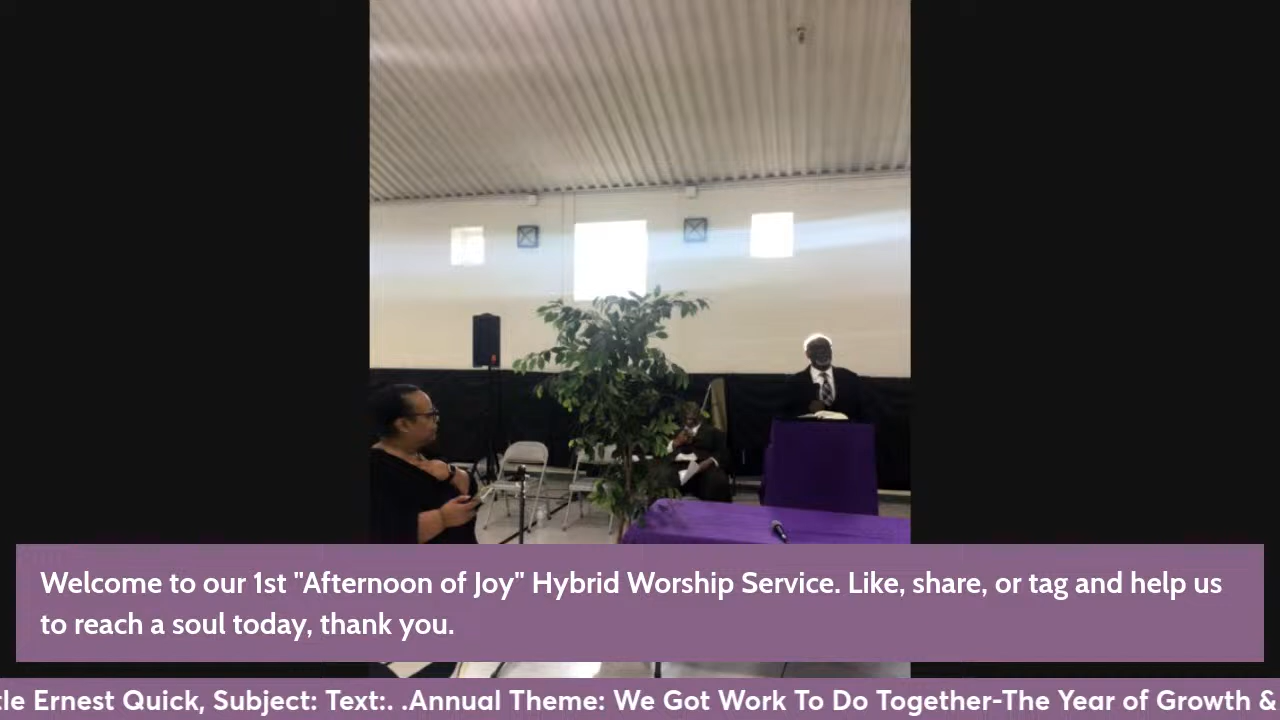 Welcome to our 1st "Afternoon of Joy" Hybrid Worship Service. Like, share, or tag and help us
to reach a soul today, thank you.
tle Ernest Quick, Subject: Text:. .Annual Theme: We Got Work To Do Together-The Year of Growth &